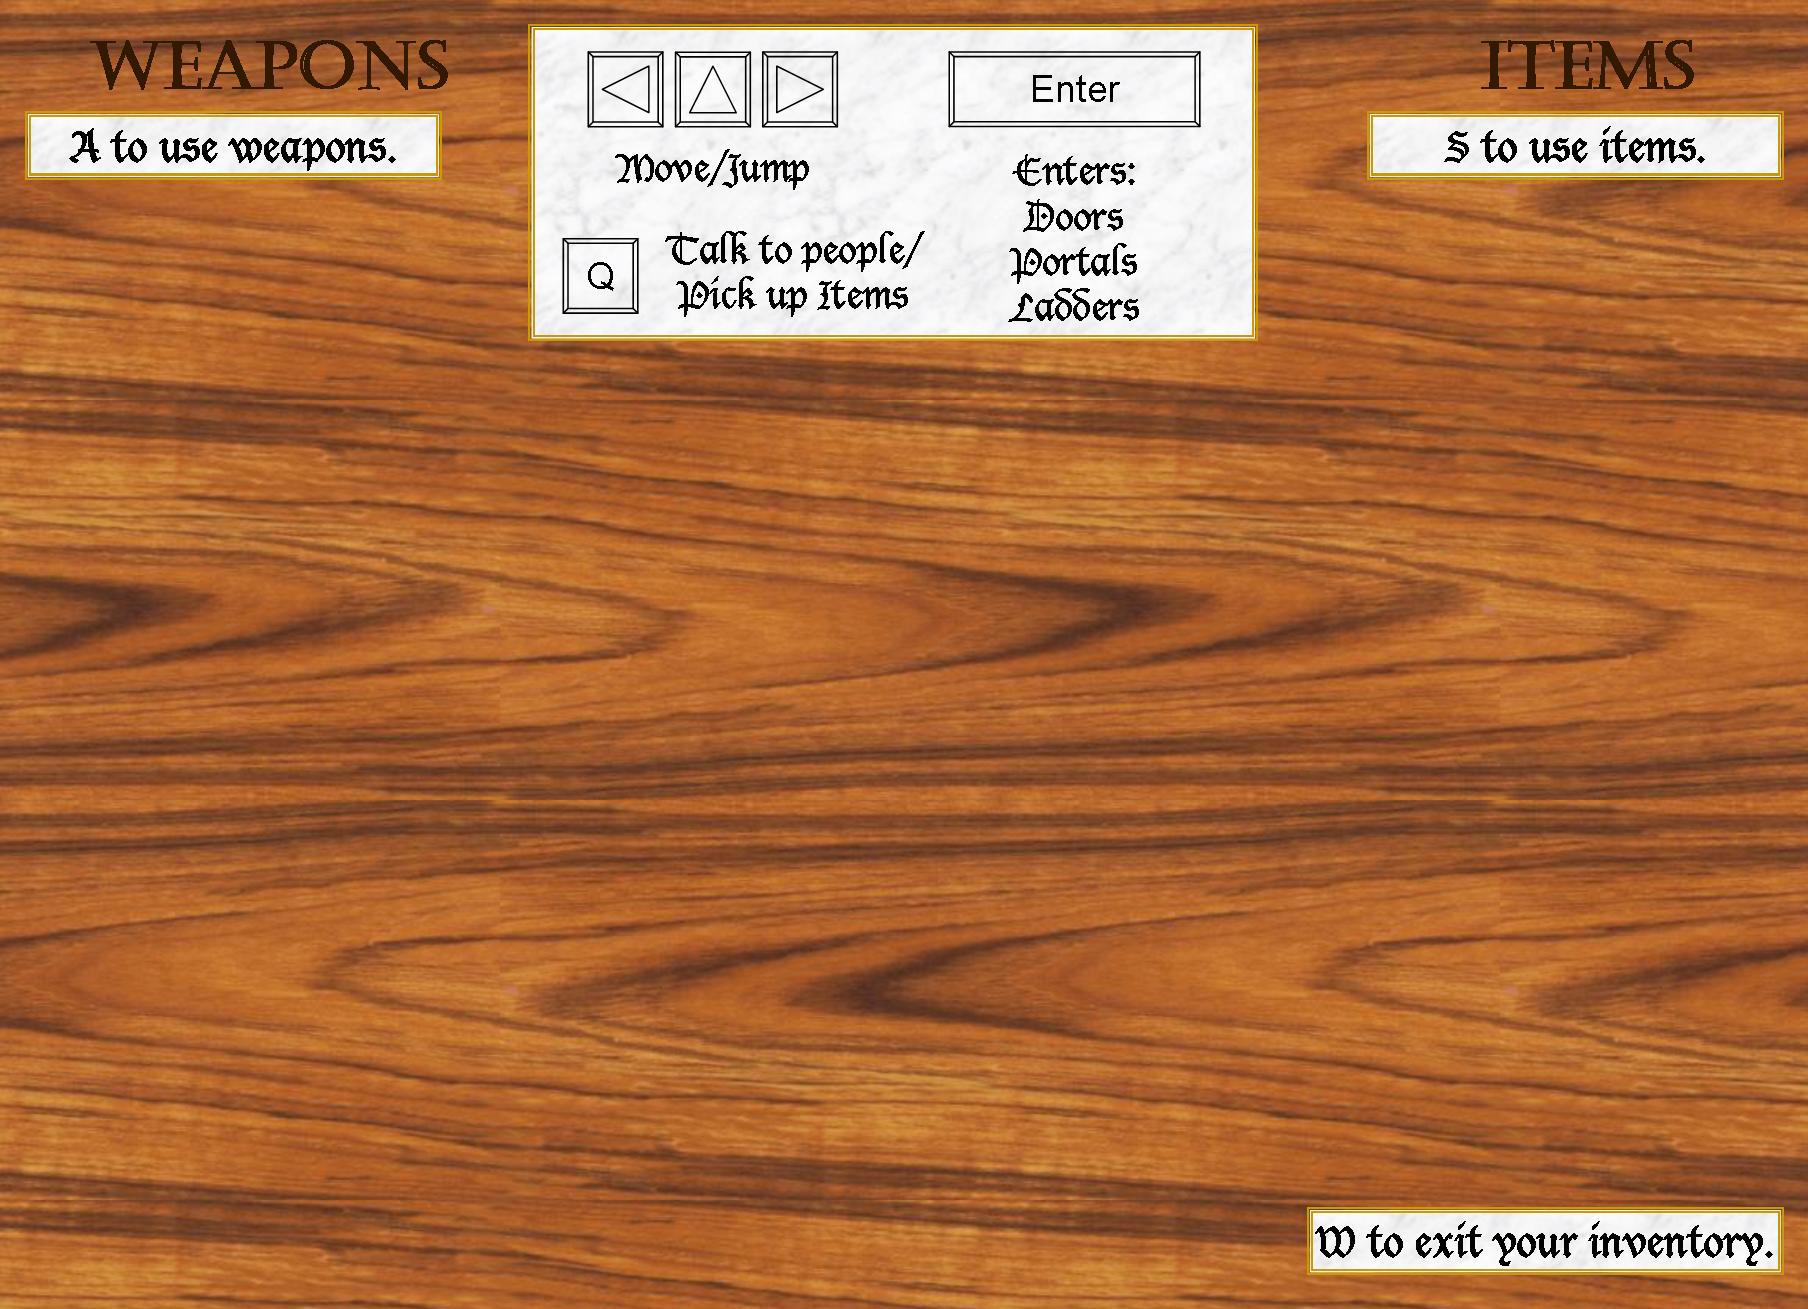 WEAPONS
A to use weapons.
Move/Jump
Q
Talk to people/
Pick up Items
Enter
Enters:
Doors
Portals
Ladders
ITEMS
S to use items.
W to exit your inventory.